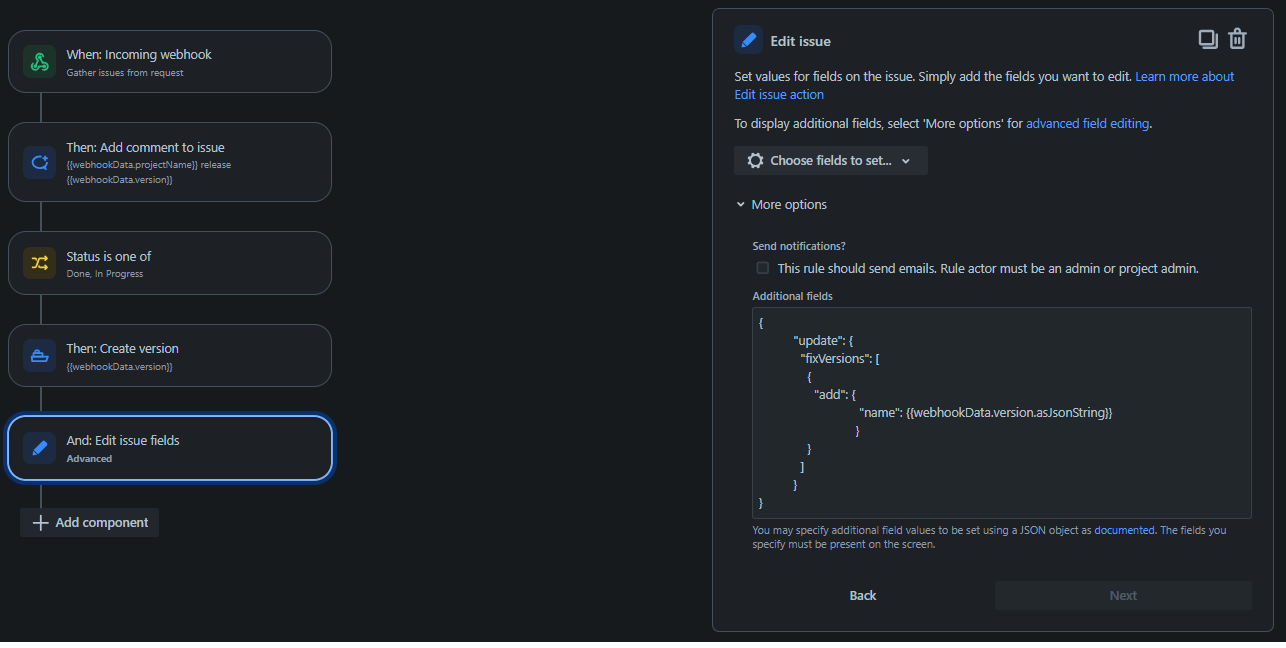 When: Incoming webhook
Gather issues from request
Then: Add comment to issue
{{webhookData.projectName}} release
{{webhookData.version}}
Status is one of
Done, In Progress
Then: Create version
{{webhookData.version}}
And: Edit issue fields
Advanced
Add component
Edit issue
Set values for fields on the issue. Simply add the fields you want to edit. Learn more about
Edit issue action
To display additional fields, select 'More options' for advanced field editing.
Choose fields to set...
More options
Send notifications?
This rule should send emails. Rule actor must be an admin or project admin.
Additional fields
{
"update": {
"fixVersions": [
{
"add": {
"name": {{webhookData.version.asJsonString}}
}
}
]
}
}
You may specify additional field values to be set using a JSON object as documented. The fields you
specify must be present on the screen.
Back
Next